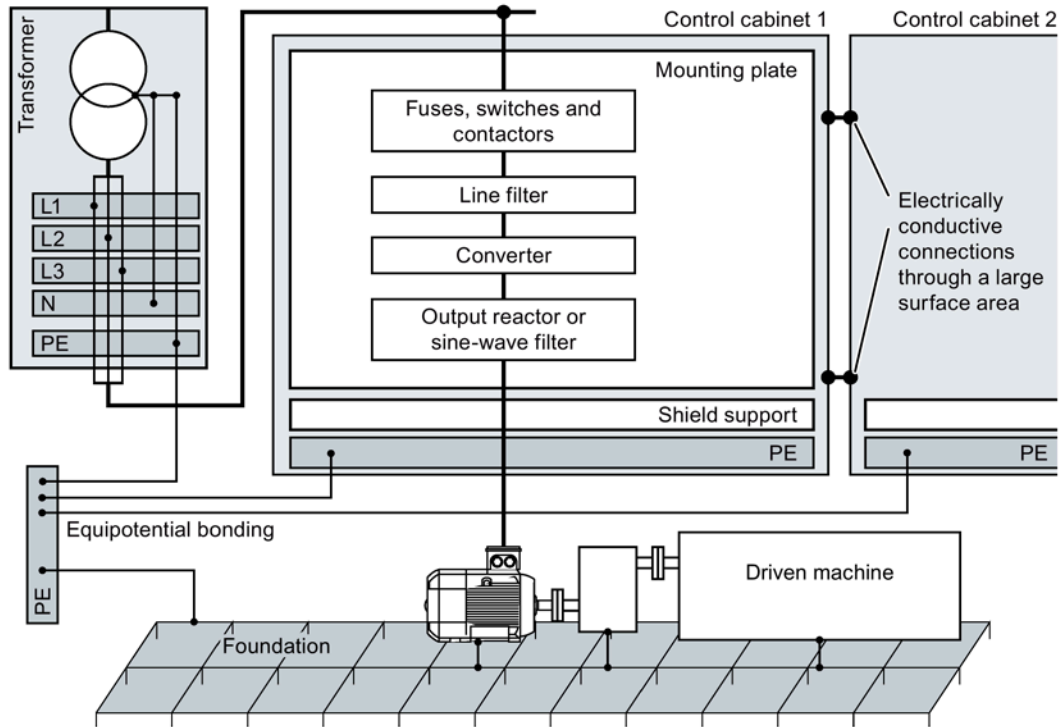 Transformer
L1
L2
L3
N
PE
Control cabinet 1
Control cabinet 2
Mounting plate
Fuses, switches and
contactors
Line filter
Converter
Output reactor or
sine-wave filter
Electrically
conductive
connections
through a large
surface area
Shield support
PE
PE
Equipotential bonding
PE
Driven machine
Foundation